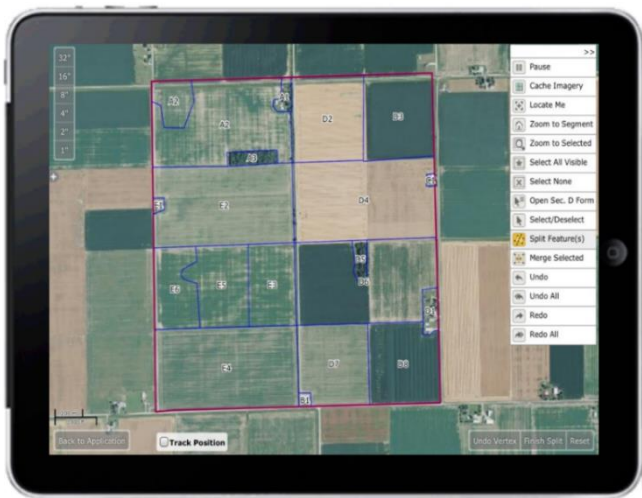 32"
16"
8"
4"
2"
1"
>>
Pause
Cache Imagery
Locate Me
Zoom to Segment
Zoom to Selected
Select All Visible
Select None
Open Sec. D Form
Select/Deselect
Split Feature(s)
Merge Selected
Undo
Undo All
Redo
Redo All
A2
A1
A2
D2
D3
A3
E2
D4
E6
E5
E3
D5
D6
E4
D7
D8
Back to Application
Track Position
Undo Vertex
Finish Split
Reset